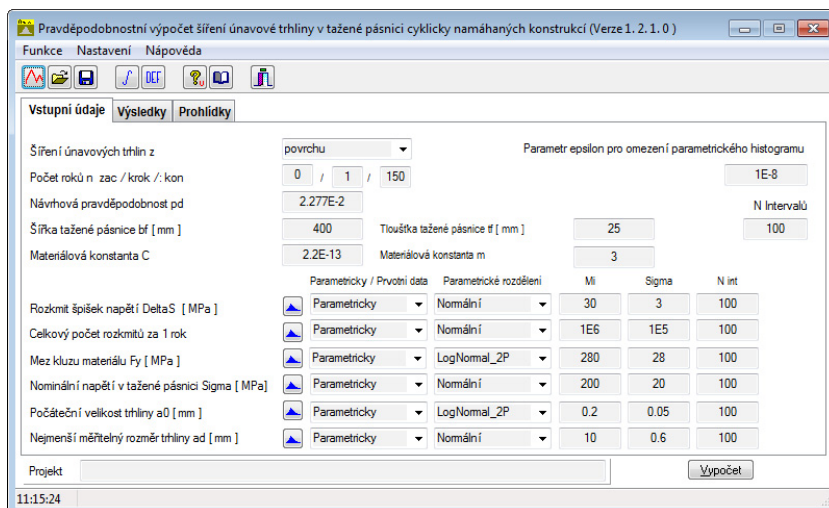 Pravděpodobnostní výpočet šíření únavové trhliny v tažené pásnici cyklicky namáhaných konstrukcí (Verze 1. 2. 1. 0 )
Funkce Nastavení Nápověda
DEF ?u
Vstupní údaje Výsledky Prohlídky
Šíření únavových trhlin z povrchu Parametr epsilon pro omezení parametrického histogramu
Počet roků n zac / krok /: kon 0 / 1 / 150 1E-8
Návrhová pravděpodobnost pd 2.277E-2 N Intervalů
Šířka tažené pásnice bf [ mm ] 400 Tloušťka tažené pásnice tf [ mm ] 25 100
Materiálová konstanta C 2.2E-13 Materiálová konstanta m 3
Parametricky / Prvotní data Parametrické rozdělení Mi Sigma N int
Rozkmit špišek napětí DeltaS [ MPa ] Parametricky Normální 30 3 100
Celkový počet rozkmitů za 1 rok Parametricky Normální 1E6 1E5 100
Mez kluzu materiálu Fy [ MPa ] Parametricky LogNormal_2P 280 28 100
Nominální napětí v tažené pásnici Sigma [ MPa] Parametricky Normální 200 20 100
Počáteční velikost trhliny a0 [ mm ] Parametricky LogNormal_2P 0.2 0.05 100
Nejmenší měřitelný rozměr trhliny ad [ mm ] Parametricky Normální 10 0.6 100
Projekt Vypočet
11:15:24